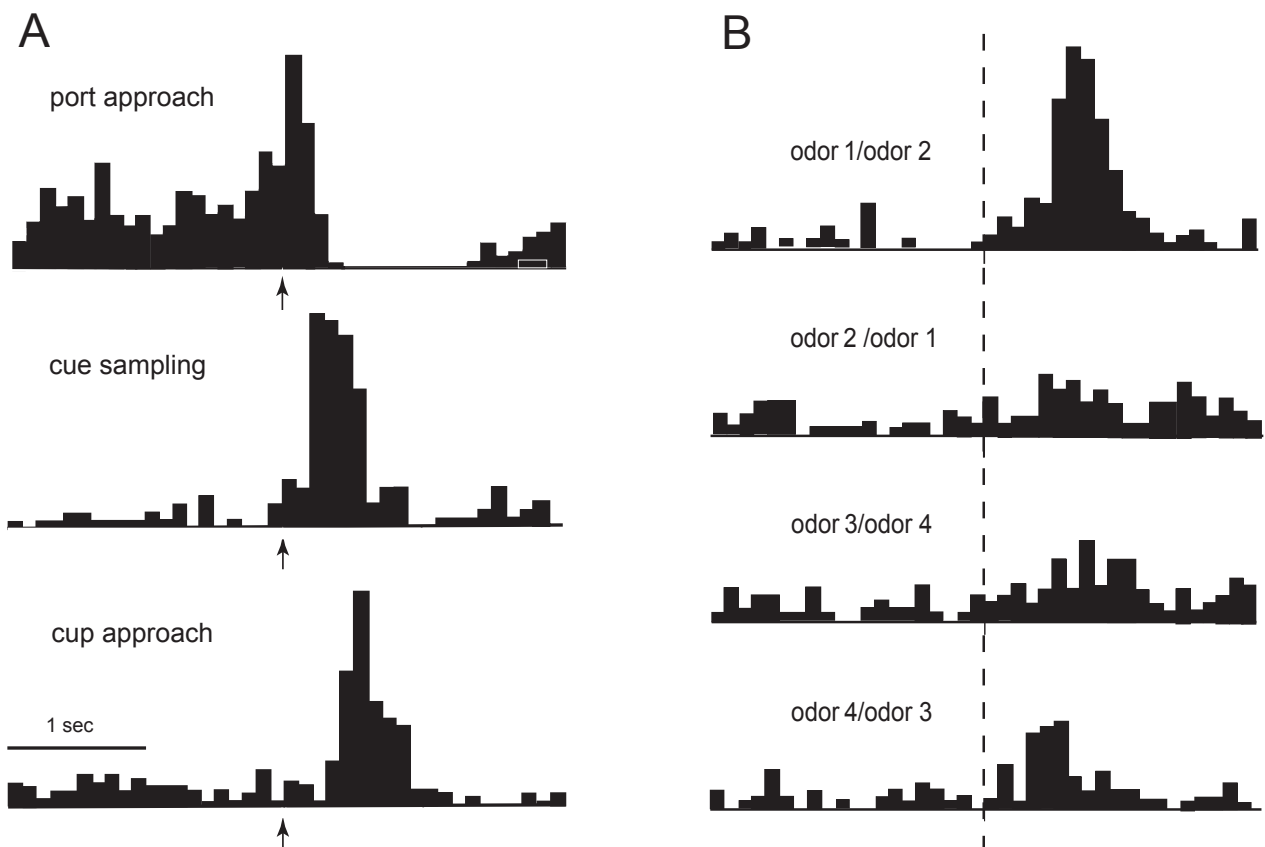 A
port approach
cue sampling
cup approach
1 sec
B
odor 1/odor 2
odor 2 /odor 1
odor 3/odor 4
odor 4/odor 3